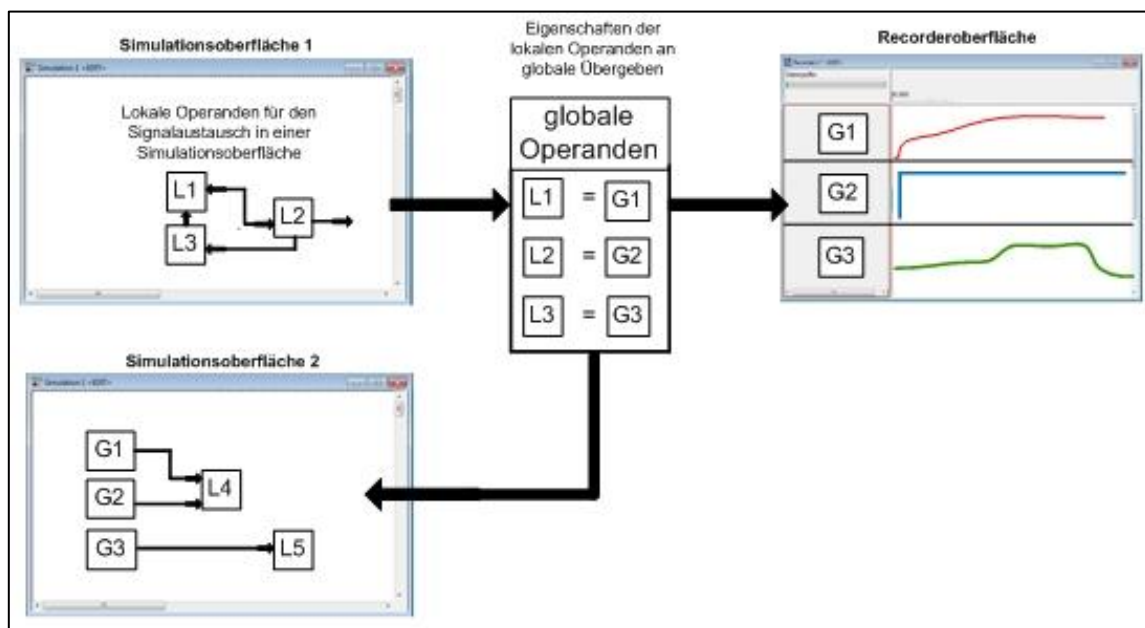 Simulationsoberfläche 1
Lokale Operanden für den
Signalaustausch in einer
Simulationsoberfläche
L1
L2
L3
Eigenschaften der
lokalen Operanden an
globale Übergeben
globale
Operanden
L1 = G1
L2 = G2
L3 = G3
Recorderoberfläche
G1
G2
G3
Simulationsoberfläche 2
G1
G2
L4
G3
L5